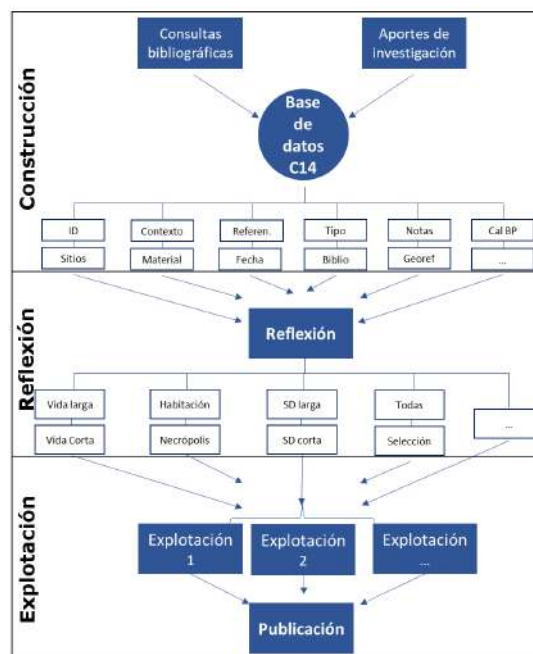 Construcción
Consultas
bibliográficas
Aportes de
investigación
Base
de
datos
C14
ID
Contexto
Referen.
Tipo
Notas
Cal BP
Sitios
Material
Fecha
Biblio
Georef
...
Reflexión
Reflexión
Vida larga
Habitación
SD larga
Todas
...
Vida Corta
Necrópolis
SD corta
Selección
Explotación
Explotación
1
Explotación
2
Explotación
...
Publicación